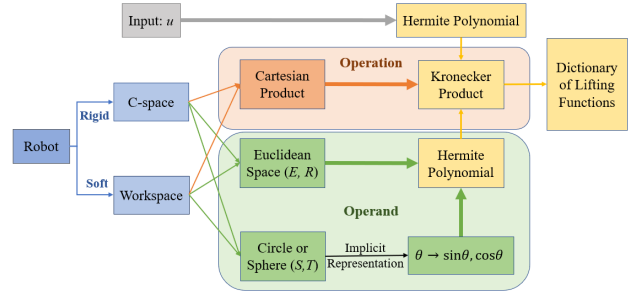 Input: u
Hermite Polynomial
Operation
Cartesian
Product
Kronecker
Product
Dictionary
of Lifting
Functions
C-space
Rigid
Robot
Soft
Workspace
Euclidean
Space (E, R)
Hermite
Polynomial
Operand
Circle or
Sphere (S,T)
Implicit
Representation
θ → sinθ, cosθ